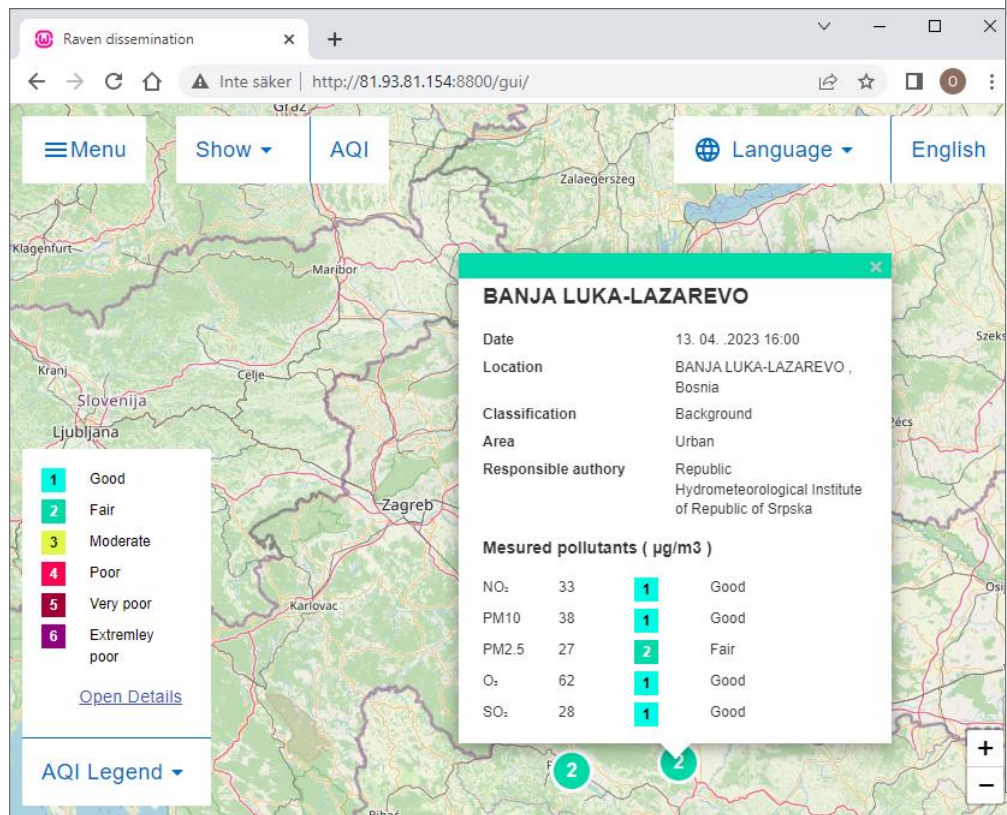 Raven dissemination
Inte säker | http://81.93.81.154:8800/gui/
O
Graz
Menu
Show
AQI
Language
English
Zalaegerszeg
Klagenfurt
Maribor
BANJA LUKA-LAZAREVO
Date 13. 04. .2023 16:00
Location BANJA LUKA-LAZAREVO ,
Bosnia
Classification Background
Area Urban
Responsible authory Republic
Hydrometeorological Institute
of Republic of Srpska
Mesured pollutants ( µg/m3 )
NO₂ 33 1 Good
PM10 38 1 Good
PM2.5 27 2 Fair
O₃ 62 1 Good
SO₂ 28 1 Good
Szeks
Kranj
Celje
Slovenija
Ljubljana
Pécs
1 Good
2 Fair
3 Moderate
4 Poor
5 Very poor
6 Extremley
poor
Open Details
AQI Legend
Zagreb
Karlovac
Osi
2
2
Bihać
+
−